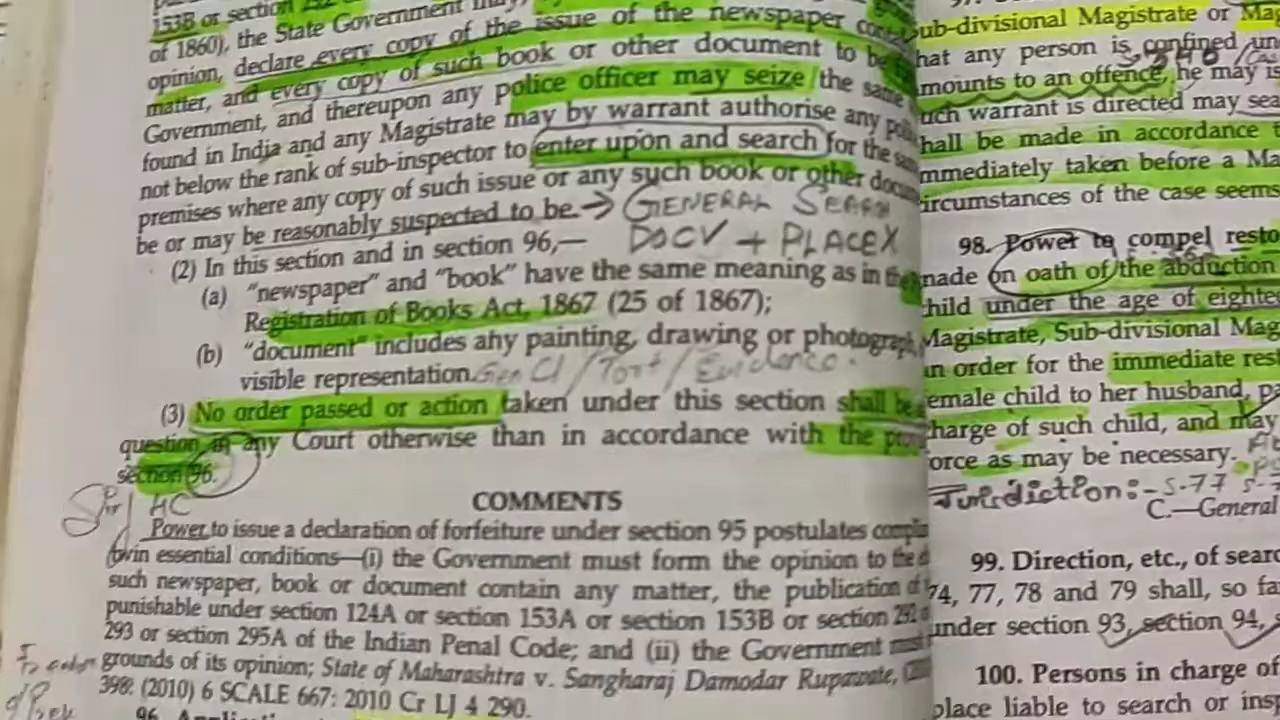 153B or section 292
of 1860), the State Government may,
opinion, declare every copy of the issue of the newspaper
matter, and every copy of such book or other document to be
Government, and thereupon any police officer may seize the same
found in India and any Magistrate may by warrant authorise any
not below the rank of sub-inspector to enter upon and search for the
premises where any copy of such issue or any such book or other
be or may be reasonably suspected to be. → GENERAL SEARCH
DOC✓ + PLACEX
(2) In this section and in section 96,—
(a) "newspaper" and "book" have the same meaning as in the
Registration of Books Act, 1867 (25 of 1867);
(b) "document" includes any painting, drawing or photograph,
visible representation. Gen Cl / Tort / Evidence.
(3) No order passed or action taken under this section shall be
question in any Court otherwise than in accordance with the
section 96.
HC
COMMENTS
Power to issue a declaration of forfeiture under section 95 postulates
twin essential conditions—(i) the Government must form the opinion to the
such newspaper, book or document contain any matter, the publication of
punishable under section 124A or section 153A or section 153B or section 292
293 or section 295A of the Indian Penal Code; and (ii) the Government must
grounds of its opinion; State of Maharashtra v. Sangharaj Damodar Rupawate,
398: (2010) 6 SCALE 667: 2010 Cr LJ 4 290.
96.
sub-divisional Magistrate or
that any person is confined
mounts to an offence, he may
such warrant is directed may
shall be made in accordance
mmediately taken before a
circumstances of the case seems
98. Power to compel
made on oath of the abduction
child under the age of
Magistrate, Sub-divisional
an order for the immediate
female child to her husband,
charge of such child, and may
force as may be necessary.
Jurisdiction:- S-77
C.—General
99. Direction, etc., of
74, 77, 78 and 79 shall, so
under section 93, section 94,
100. Persons in charge of
place liable to search or